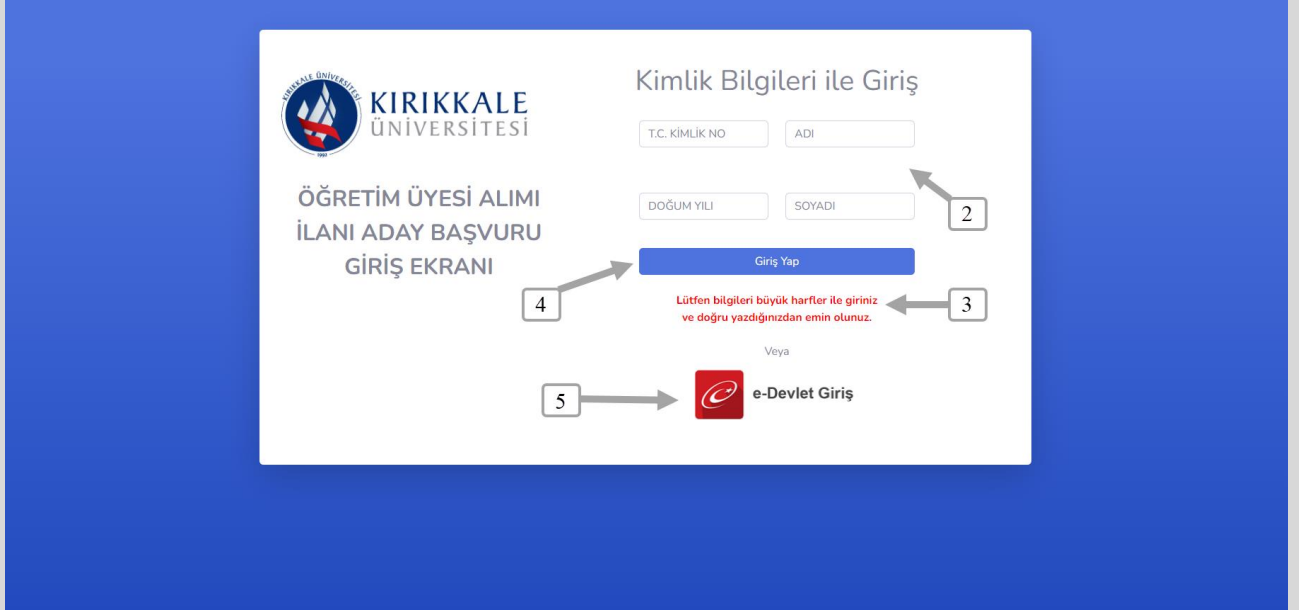 KIRIKKALE ÜNİVERSİTESİ
1992
KIRIKKALE
ÜNİVERSİTESİ
ÖĞRETİM ÜYESİ ALIMI
İLANI ADAY BAŞVURU
GİRİŞ EKRANI
Kimlik Bilgileri ile Giriş
T.C. KİMLİK NO
ADI
2
DOĞUM YILI
SOYADI
Giriş Yap
4
Lütfen bilgileri büyük harfler ile giriniz
ve doğru yazdığınızdan emin olunuz.
3
Veya
5
e-Devlet Giriş